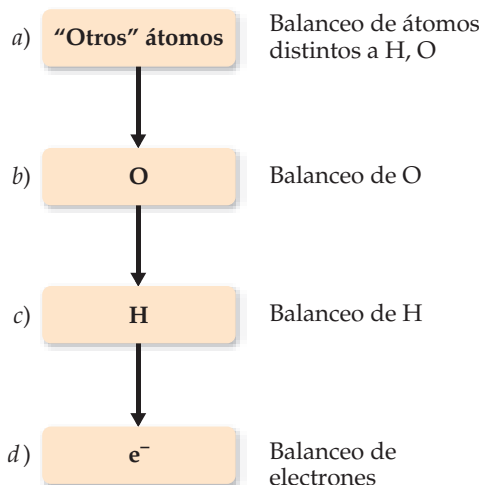 a) “Otros” átomos
Balanceo de átomos
distintos a H, O
b) O
Balanceo de O
c) H
Balanceo de H
d) e⁻
Balanceo de
electrones